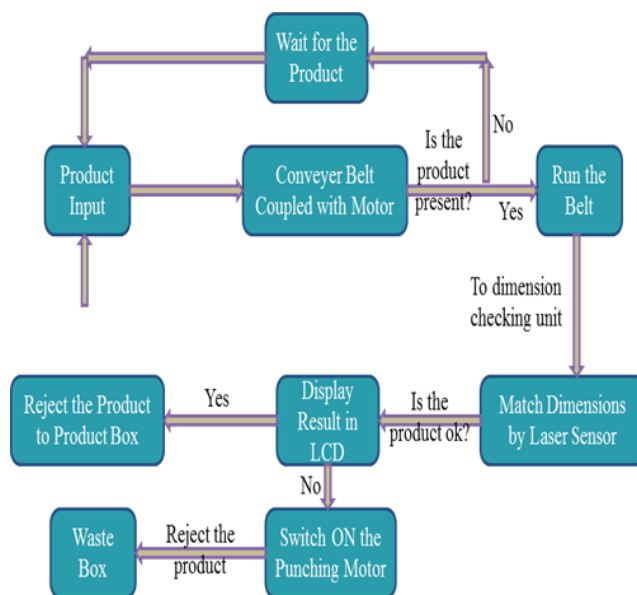 Wait for the
Product
No
Is the
product
present?
Yes
Product
Input
Conveyer Belt
Coupled with Motor
Run the
Belt
To dimension
checking unit
Reject the Product
to Product Box
Yes
Display
Result in
LCD
Is the
product ok?
Match Dimensions
by Laser Sensor
No
Waste
Box
Reject the
product
Switch ON the
Punching Motor